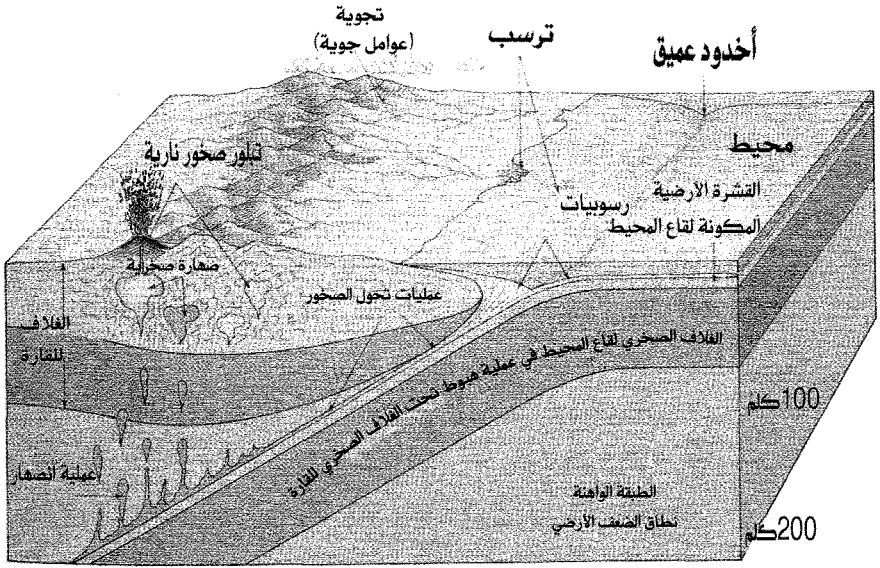 تجوية
(عوامل جوية)
ترسب
أخدود عميق
محيط
تبلور صخور نارية
القشرة الأرضية
رسوبيات
المكونة لقاع المحيط
صهارة صخرية
عمليات تحول الصخور
الغلاف
للقارة
الغلاف الصخري لقاع المحيط في عملية هبوط تحت الغلاف الصخري للقارة
100كلم
عملية انصهار
الطبقة الواهنة
نطاق الضعف الأرضي
200كلم